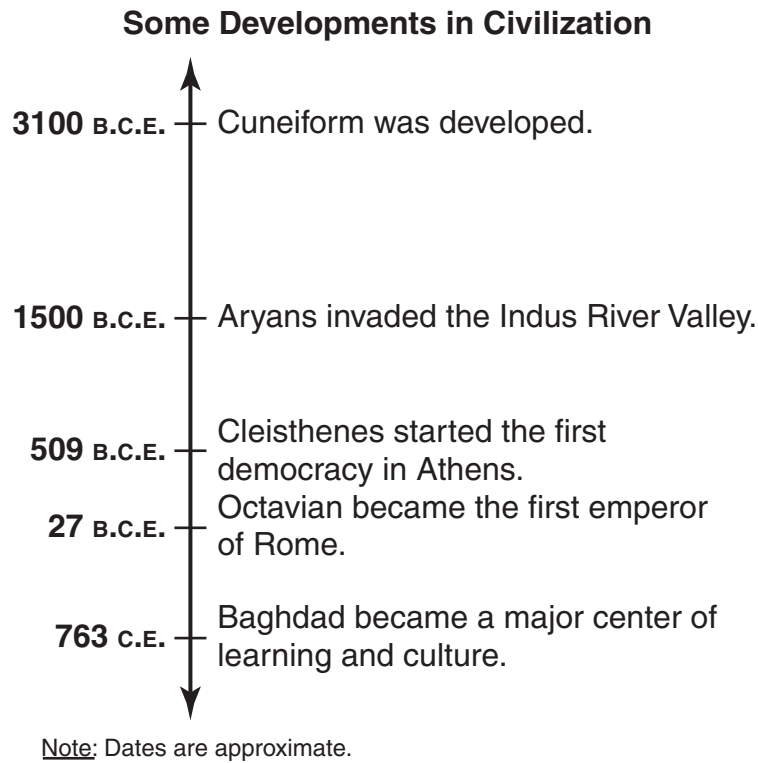 Some Developments in Civilization
3100 B.C.E. Cuneiform was developed.
1500 B.C.E. Aryans invaded the Indus River Valley.
509 B.C.E. Cleisthenes started the first
democracy in Athens.
27 B.C.E. Octavian became the first emperor
of Rome.
763 C.E. Baghdad became a major center of
learning and culture.
Note: Dates are approximate.